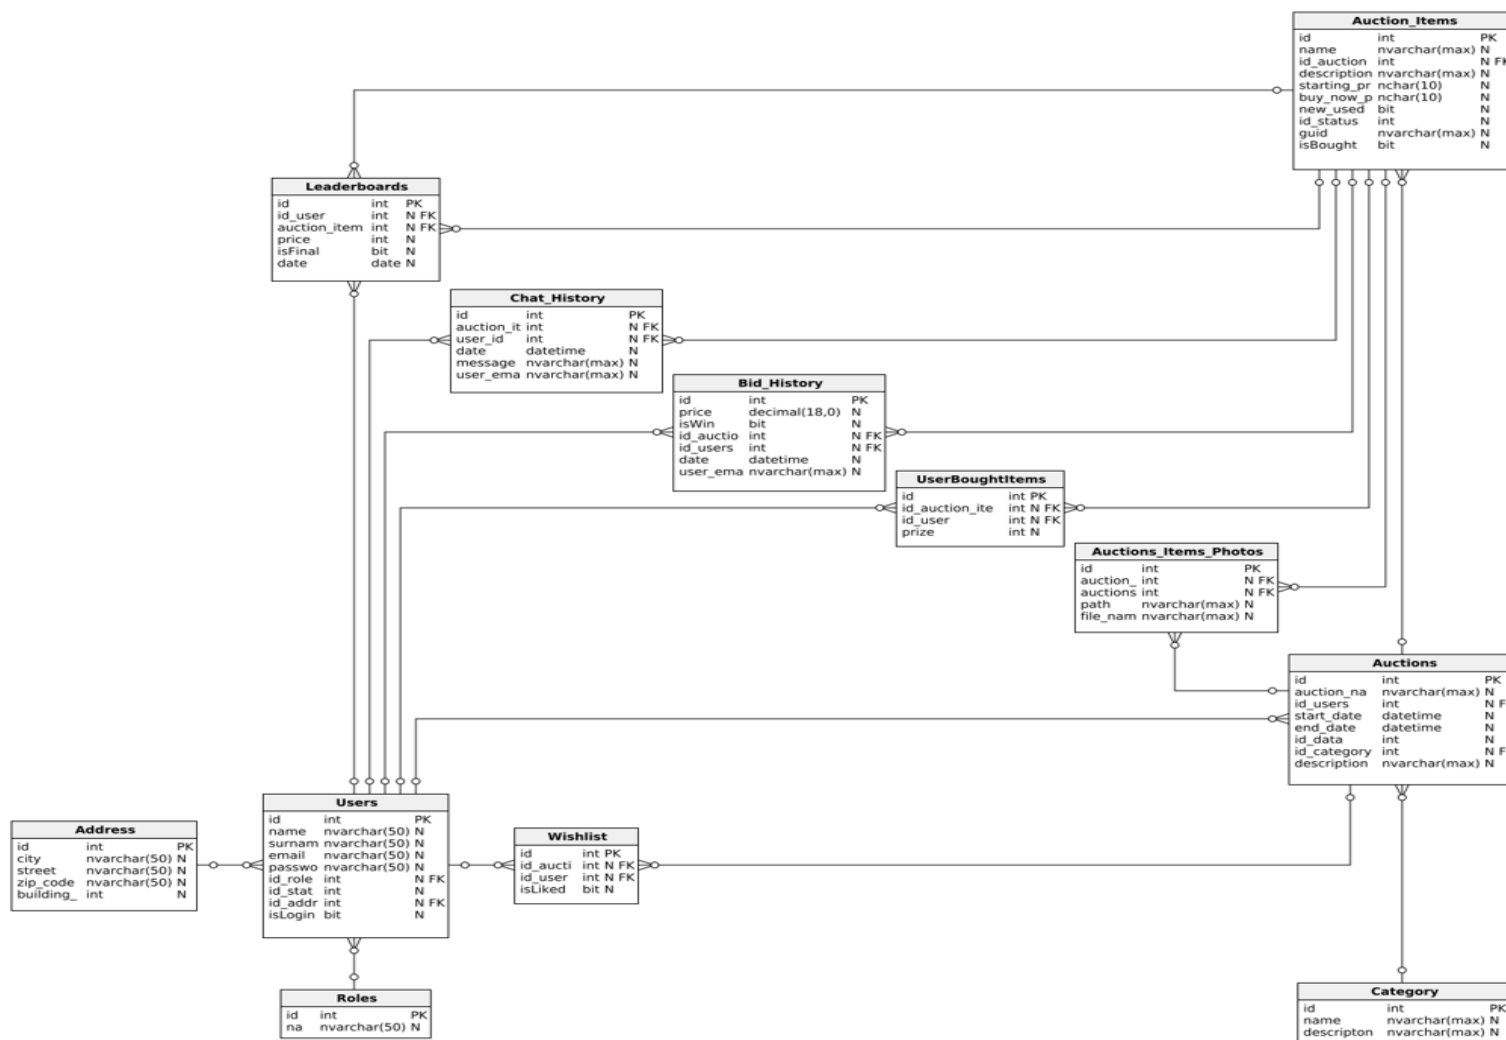 Auction_Items
id int PK
name nvarchar(max) N
id_auction int N FK
description nvarchar(max) N
starting_pr nchar(10) N
buy_now_p nchar(10) N
new_used bit N
id_status int N
guid nvarchar(max) N
isBought bit N
Leaderboards
id int PK
id_user int N FK
auction_item int N FK
price int N
isFinal bit N
date date N
Chat_History
id int PK
auction_it int N FK
user_id int N FK
date datetime N
message nvarchar(max) N
user_ema nvarchar(max) N
Bid_History
id int PK
price decimal(18,0) N
isWin bit N
id_auctio int N FK
id_users int N FK
date datetime N
user_ema nvarchar(max) N
UserBoughtItems
id int PK
id_auction_ite int N FK
id_user int N FK
prize int N
Auctions_Items_Photos
id int PK
auction_ int N FK
auctions int N FK
path nvarchar(max) N
file_nam nvarchar(max) N
Auctions
id int PK
auction_na nvarchar(max) N
id_users int N F
start_date datetime N
end_date datetime N
id_data int N
id_category int N F
description nvarchar(max) N
Users
id int PK
name nvarchar(50) N
surnam nvarchar(50) N
email nvarchar(50) N
passwo nvarchar(50) N
id_role int N FK
id_stat int N
id_addr int N FK
isLogin bit N
Address
id int PK
city nvarchar(50) N
street nvarchar(50) N
zip_code nvarchar(50) N
building_ int N
Wishlist
id int PK
id_aucti int N FK
id_user int N FK
isLiked bit N
Roles
id int PK
na nvarchar(50) N
Category
id int PK
name nvarchar(max) N
descripton nvarchar(max) N